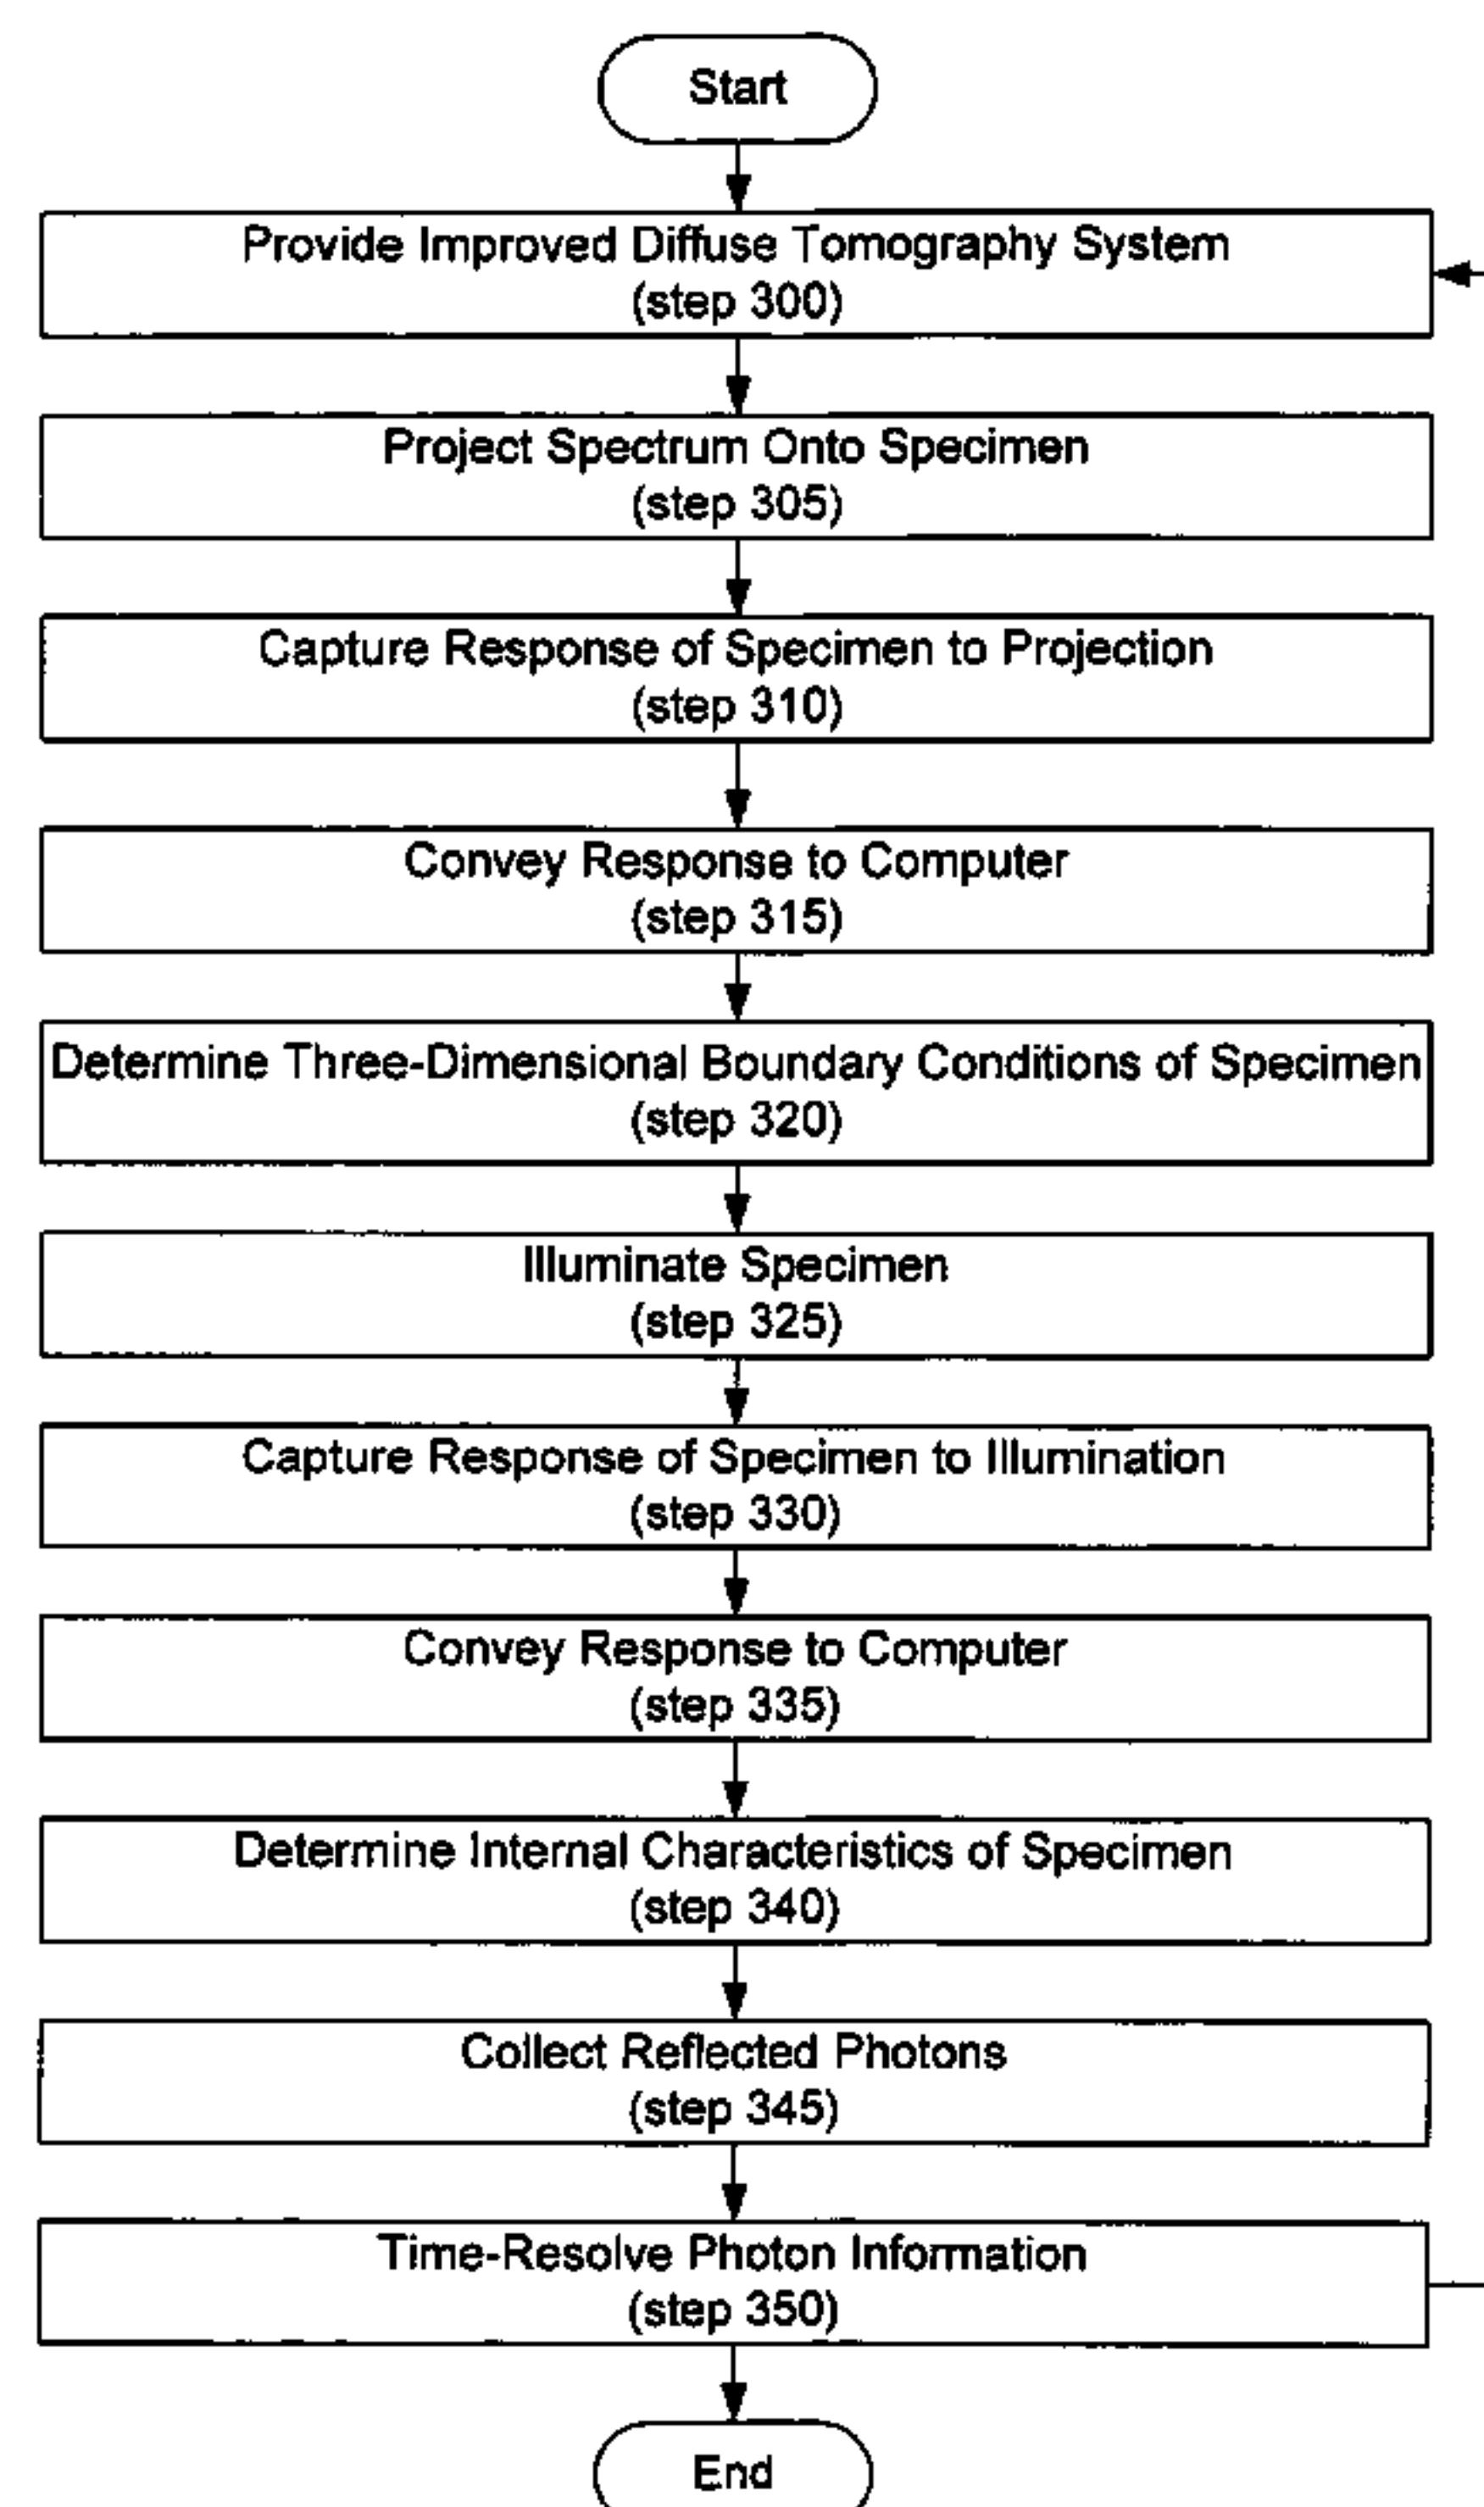 Start
Provide Improved Diffuse Tomography System
(step 300)
Project Spectrum Onto Specimen
(step 305)
Capture Response of Specimen to Projection
(step 310)
Convey Response to Computer
(step 315)
Determine Three-Dimensional Boundary Conditions of Specimen
(step 320)
Illuminate Specimen
(step 325)
Capture Response of Specimen to Illumination
(step 330)
Convey Response to Computer
(step 335)
Determine Internal Characteristics of Specimen
(step 340)
Collect Reflected Photons
(step 345)
Time-Resolve Photon Information
(step 350)
End